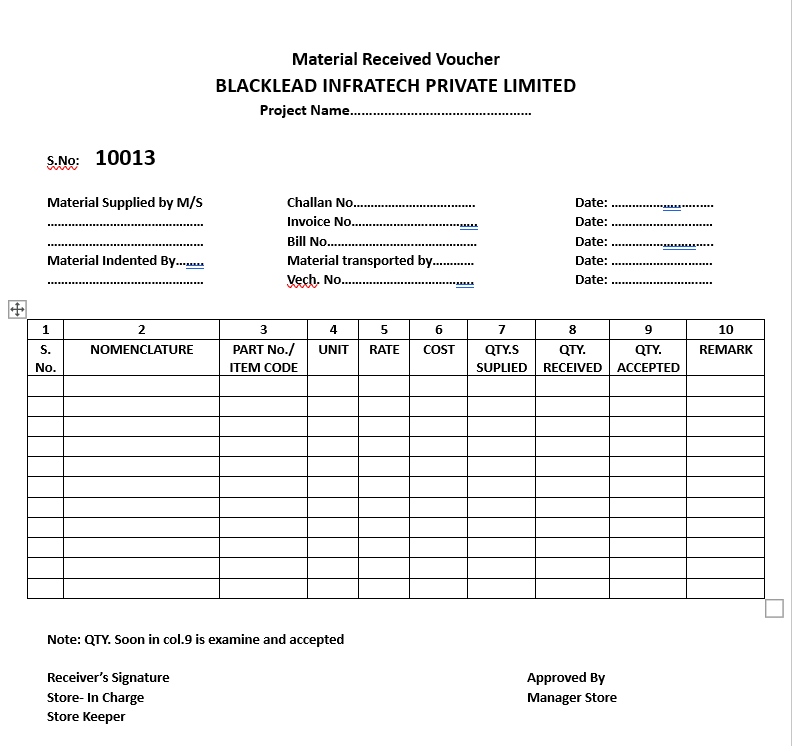 Material Received Voucher
BLACKLEAD INFRATECH PRIVATE LIMITED
Project Name................................................
S.No: 10013
Material Supplied by M/S Challan No................................ Date: ...........................
......................................... Invoice No................................. Date: ...........................
......................................... Bill No....................................... Date: ...........................
Material Indented By....... Material transported by........... Date: ...........................
......................................... Vech. No................................... Date: ...........................
1 2 3 4 5 6 7 8 9 10
S. No. NOMENCLATURE PART No./ ITEM CODE UNIT RATE COST QTY.S SUPLIED QTY. RECEIVED QTY. ACCEPTED REMARK
Note: QTY. Soon in col.9 is examine and accepted
Receiver’s Signature Approved By
Store- In Charge Manager Store
Store Keeper